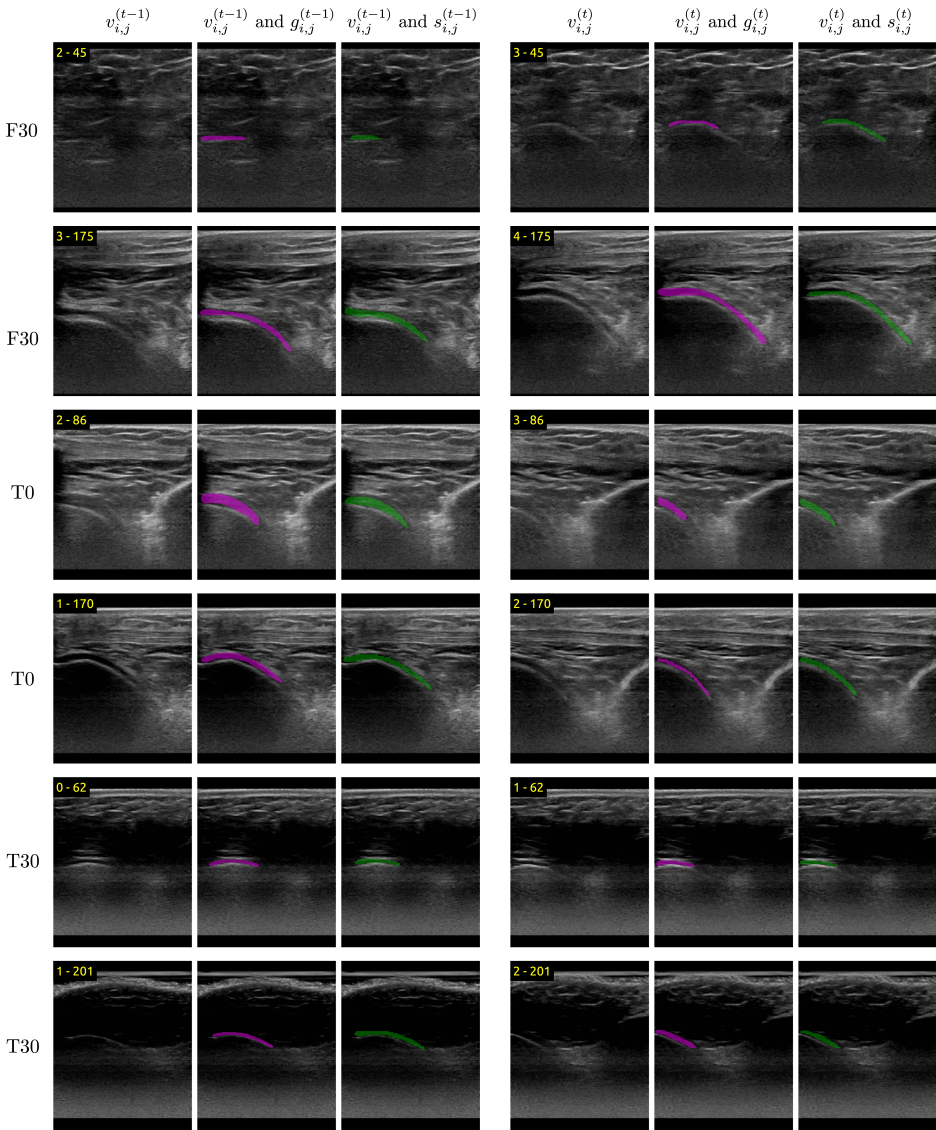 v_{i,j}^{(t-1)} v_{i,j}^{(t-1)} and g_{i,j}^{(t-1)} v_{i,j}^{(t-1)} and s_{i,j}^{(t-1)} v_{i,j}^{(t)} v_{i,j}^{(t)} and g_{i,j}^{(t)} v_{i,j}^{(t)} and s_{i,j}^{(t)}
2 - 45 3 - 45
F30
3 - 175 4 - 175
F30
2 - 86 3 - 86
T0
1 - 170 2 - 170
T0
0 - 62 1 - 62
T30
1 - 201 2 - 201
T30